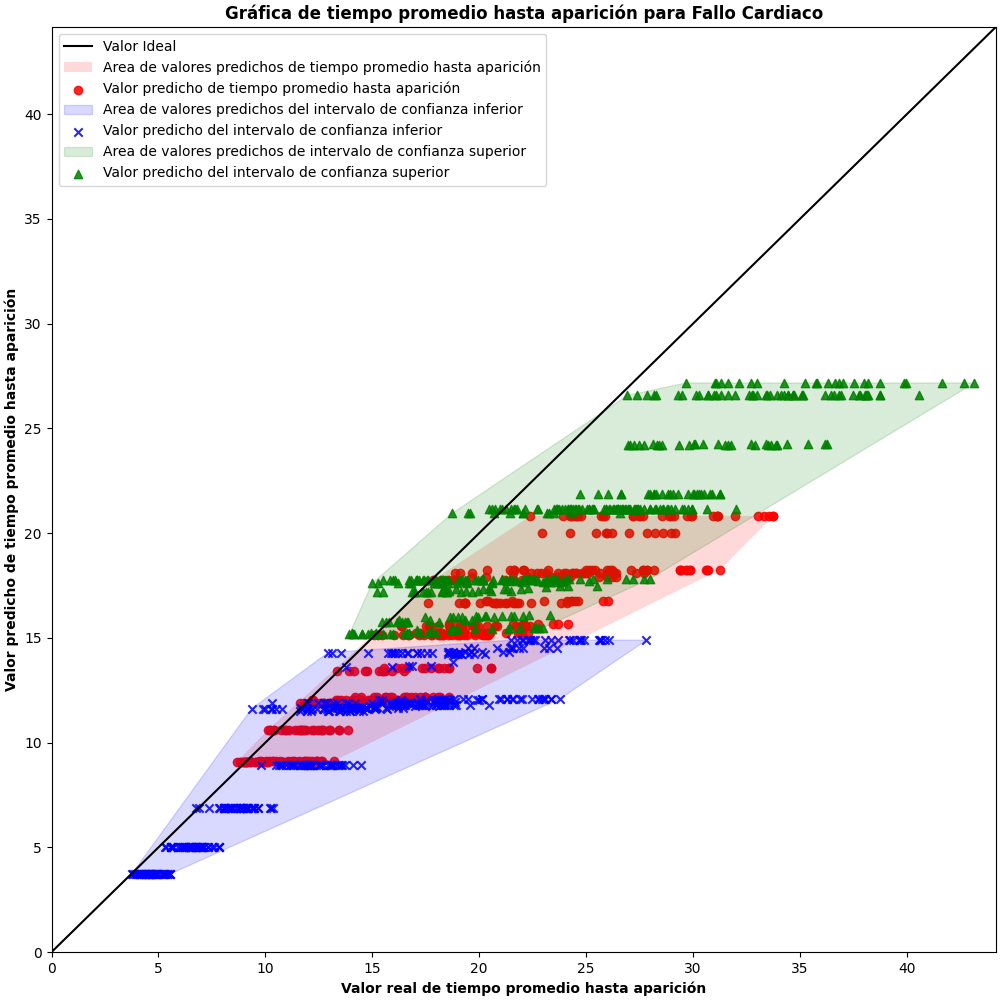 Gráfica de tiempo promedio hasta aparición para Fallo Cardiaco
Valor Ideal
Area de valores predichos de tiempo promedio hasta aparición
Valor predicho de tiempo promedio hasta aparición
Area de valores predichos del intervalo de confianza inferior
Valor predicho del intervalo de confianza inferior
Area de valores predichos de intervalo de confianza superior
Valor predicho del intervalo de confianza superior
Valor predicho de tiempo promedio hasta aparición
40
35
30
25
20
15
10
5
0
0 5 10 15 20 25 30 35 40
Valor real de tiempo promedio hasta aparición